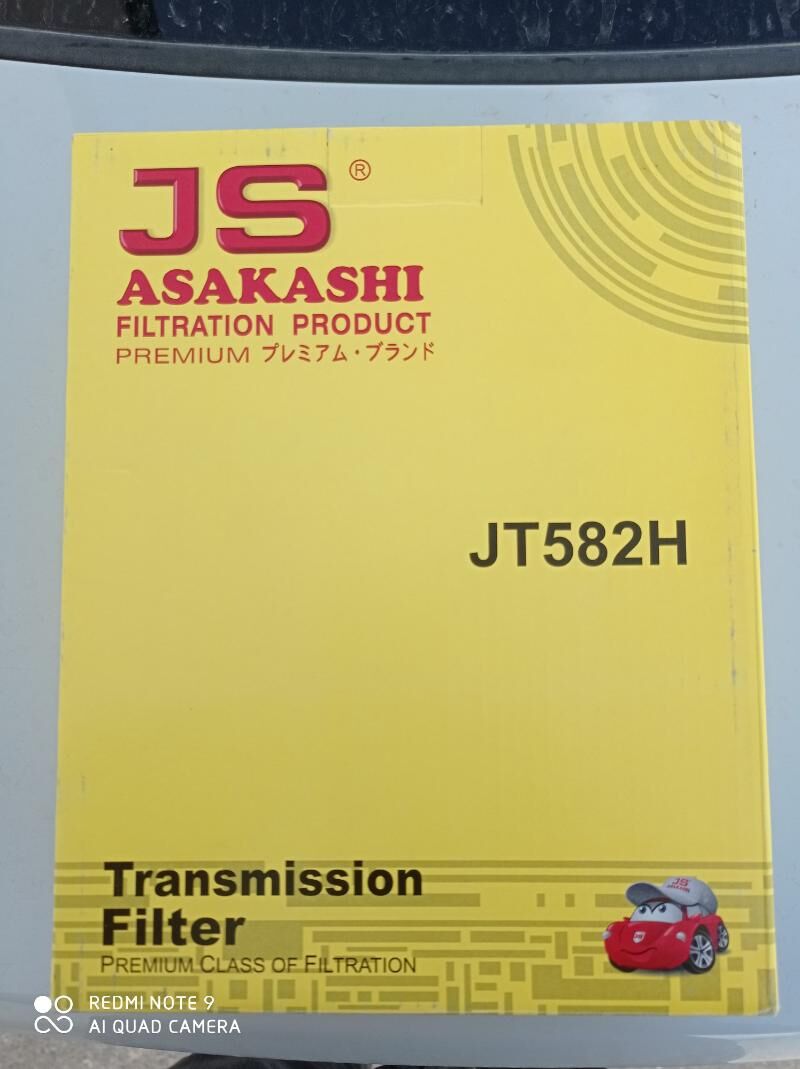 JS®
ASAKASHI
FILTRATION PRODUCT
PREMIUM プレミアム・ブランド
JT582H
Transmission
Filter
PREMIUM CLASS OF FILTRATION
JS
REDMI NOTE 9
AI QUAD CAMERA